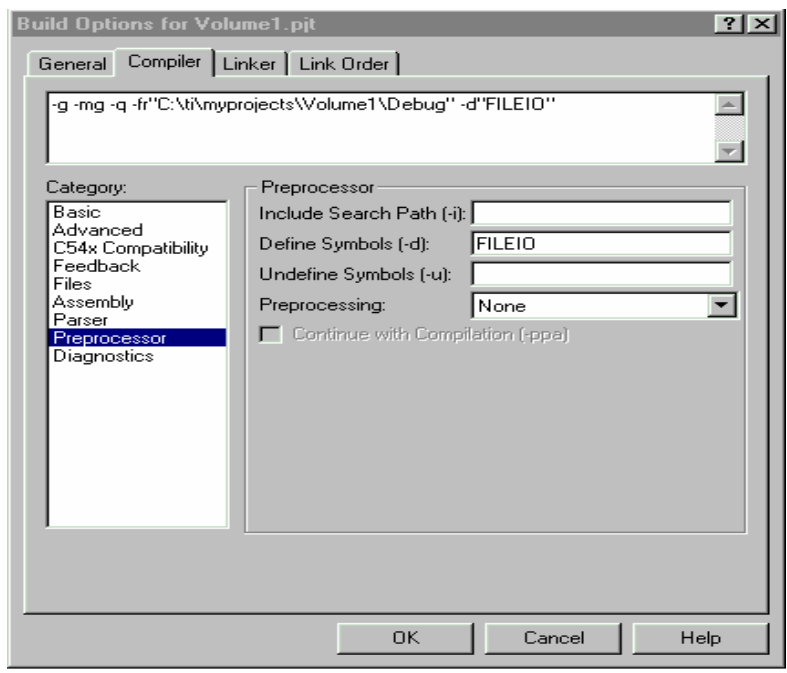 Build Options for Volume1.pjt
General Compiler Linker Link Order
-g -mg -q -fr"C:\ti\myprojects\Volume1\Debug" -d"FILEIO"
Category:
Basic
Advanced
C54x Compatibility
Feedback
Files
Assembly
Parser
Preprocessor
Diagnostics
Preprocessor
Include Search Path (-i):
Define Symbols (-d): FILEIO
Undefine Symbols (-u):
Preprocessing: None
Continue with Compilation (-ppa)
OK Cancel Help